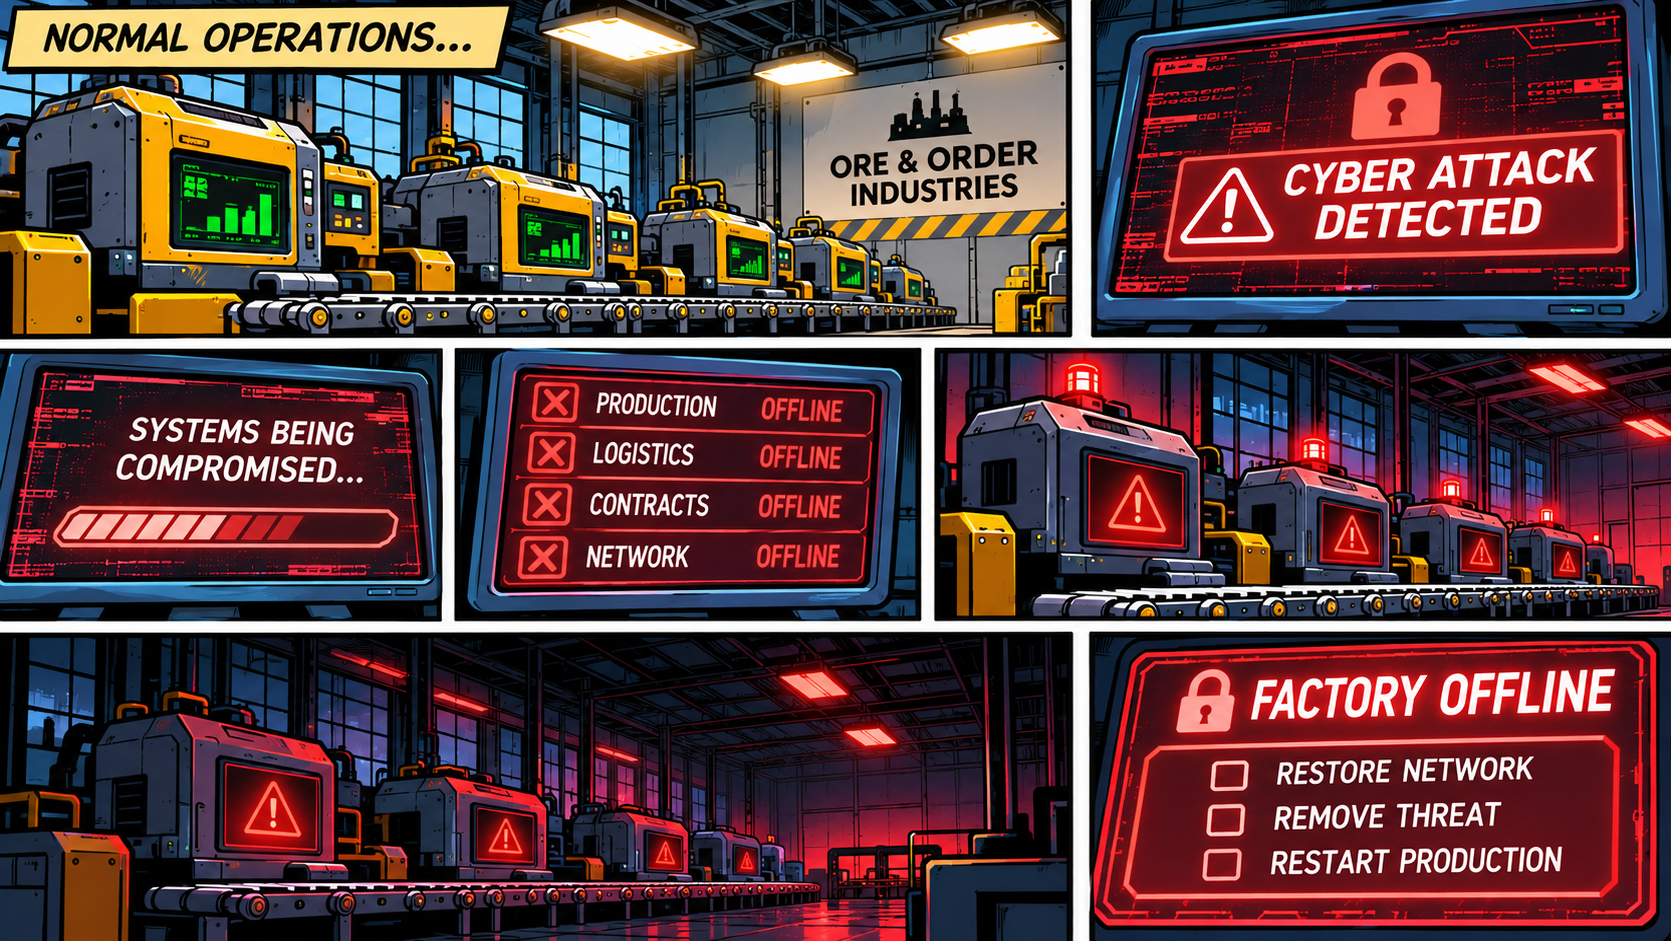 NORMAL OPERATIONS...
ORE & ORDER
INDUSTRIES
CYBER ATTACK
DETECTED
SYSTEMS BEING
COMPROMISED...
PRODUCTION OFFLINE
LOGISTICS OFFLINE
CONTRACTS OFFLINE
NETWORK OFFLINE
FACTORY OFFLINE
RESTORE NETWORK
REMOVE THREAT
RESTART PRODUCTION